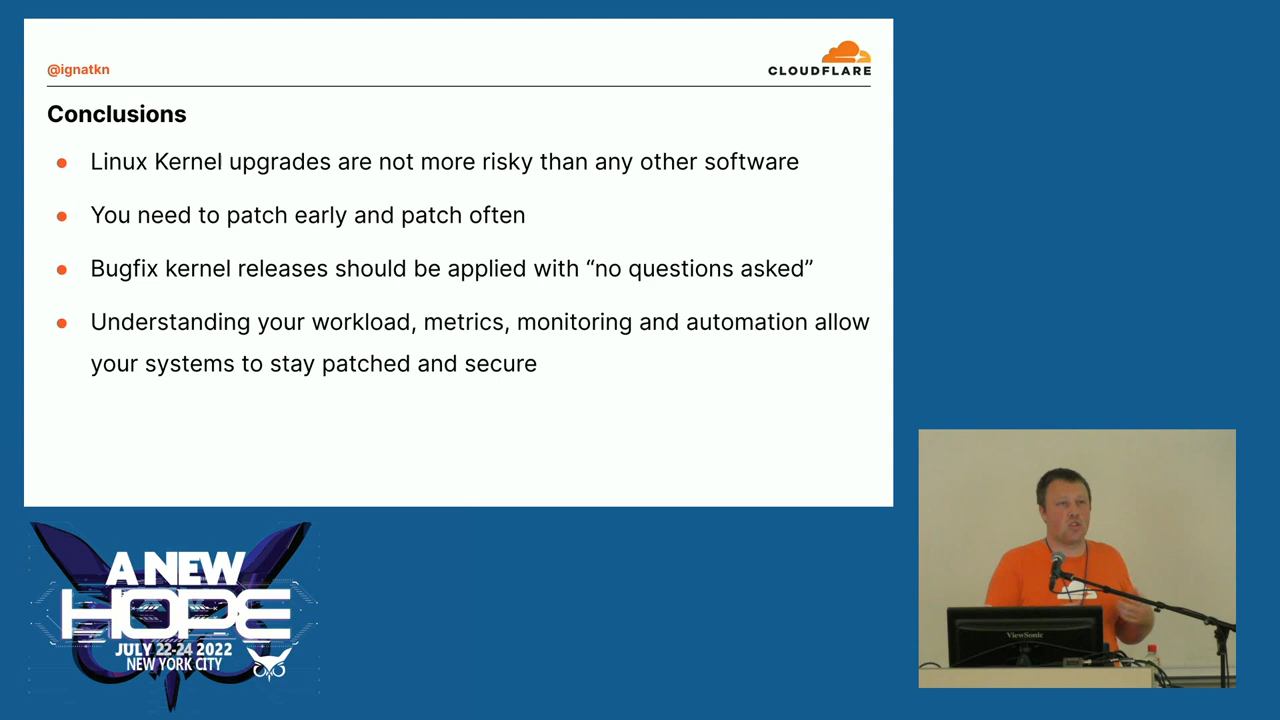 @ignatkn
CLOUDFLARE
Conclusions
● Linux Kernel upgrades are not more risky than any other software
● You need to patch early and patch often
● Bugfix kernel releases should be applied with “no questions asked”
● Understanding your workload, metrics, monitoring and automation allow
your systems to stay patched and secure
A NEW
HOPE
JULY 22-24 2022
NEW YORK CITY
ViewSonic